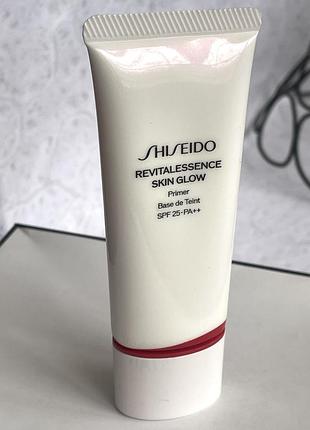 SHISEIDO
REVITALESSENCE
SKIN GLOW
Primer
Base de Teint
SPF 25·PA++